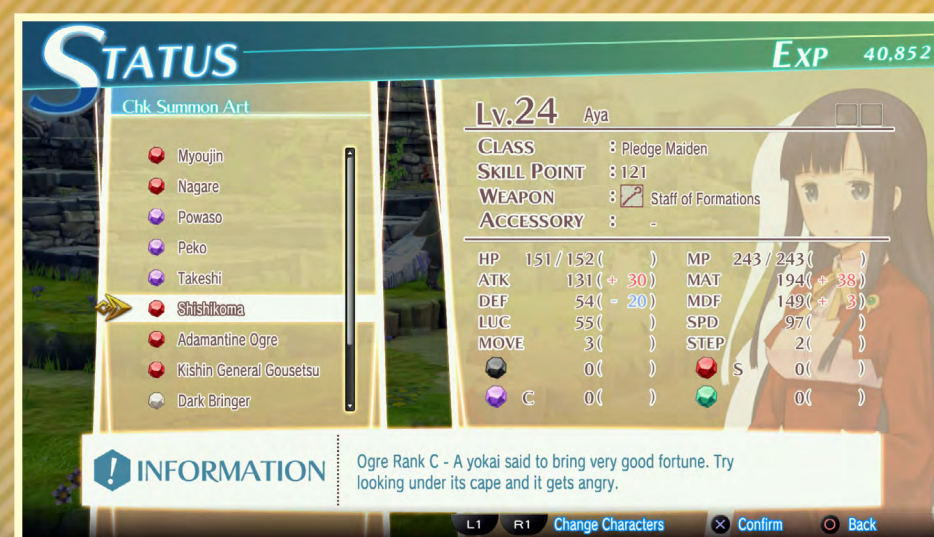 STATUS
EXP 40,852
Chk Summon Art
Myoujin
Nagare
Powaso
Peko
Takeshi
Shishikoma
Adamantine Ogre
Kishin General Gousetsu
Dark Bringer
Lv.24 Aya
CLASS : Pledge Maiden
SKILL POINT : 121
WEAPON : Staff of Formations
ACCESSORY : -
HP 151/152( ) MP 243/243( )
ATK 131(+ 30) MAT 194(+ 38)
DEF 54(- 20) MDF 149(+ 3)
LUC 55( ) SPD 97( )
MOVE 3( ) STEP 2( )
0( ) S 0( )
C 0( ) 0( )
! INFORMATION
Ogre Rank C - A yokai said to bring very good fortune. Try
looking under its cape and it gets angry.
L1 R1 Change Characters X Confirm O Back